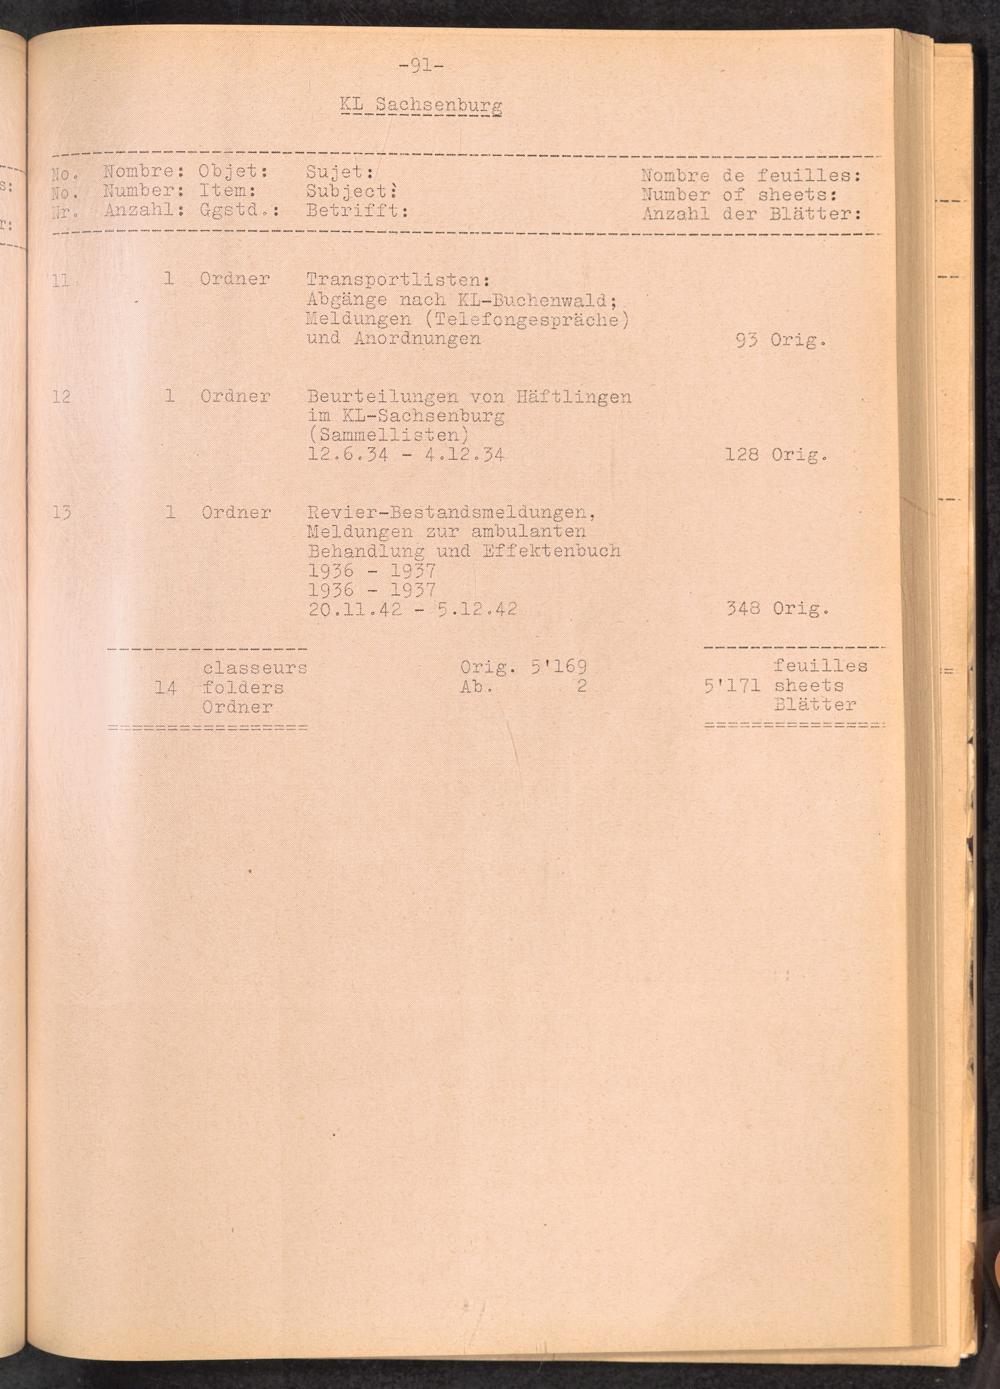 -91-
KL Sachsenburg
No. Nombre: Objet: Sujet: Nombre de feuilles:
No. Number: Item: Subject: Number of sheets:
Nr. Anzahl: Ggstd.: Betrifft: Anzahl der Blätter:
11 1 Ordner Transportlisten:
Abgänge nach KL-Buchenwald;
Meldungen (Telefongespräche)
und Anordnungen 93 Orig.
12 1 Ordner Beurteilungen von Häftlingen
im KL-Sachsenburg
(Sammellisten)
12.6.34 - 4.12.34 128 Orig.
13 1 Ordner Revier-Bestandsmeldungen,
Meldungen zur ambulanten
Behandlung und Effektenbuch
1936 - 1937
1936 - 1937
20.11.42 - 5.12.42 348 Orig.
classeurs Orig. 5'169 feuilles
14 folders Ab. 2 5'171 sheets
Ordner Blätter